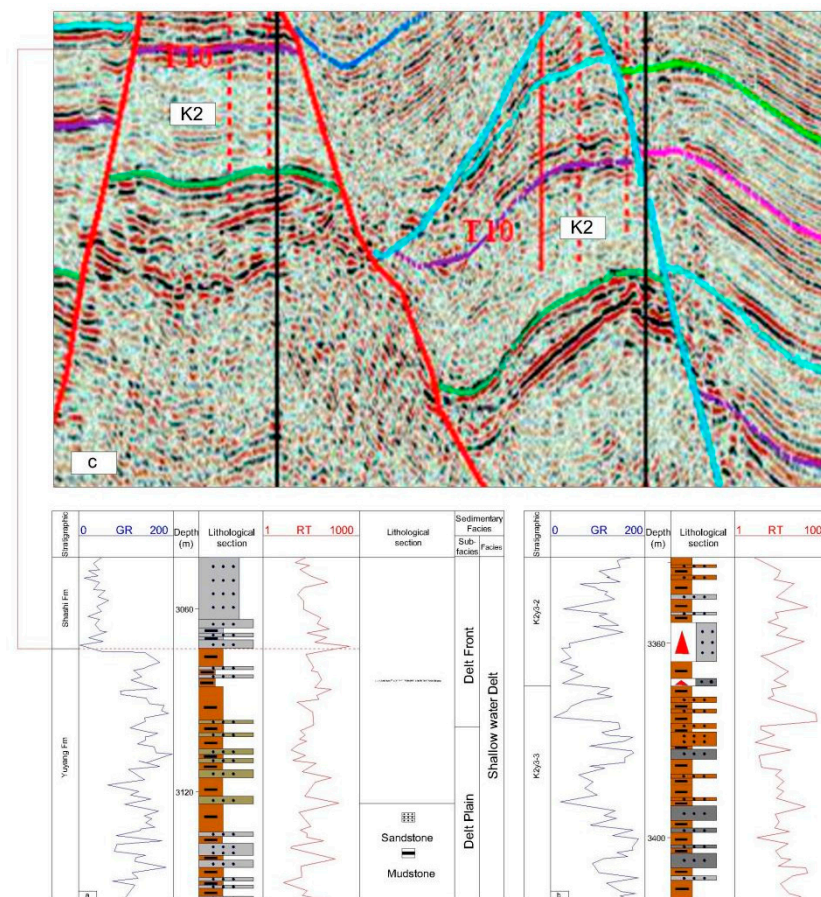 T10
K2
T10
K2
c
Stratigraphic
0 GR 200
Depth
(m)
Lithological
section
1 RT 1000
Lithological
section
Sedimentary
Facies
Sub-
facies
Facies
Shashi Fm
Yuyang Fm
3060
3120
Sandstone
Mudstone
Delt Front
Delt Plain
Shallow water Delt
a
Stratigraphic
0 GR 200
Depth
(m)
Lithological
section
1 RT 100
K2y3-2
K2y3-3
3360
3400
b